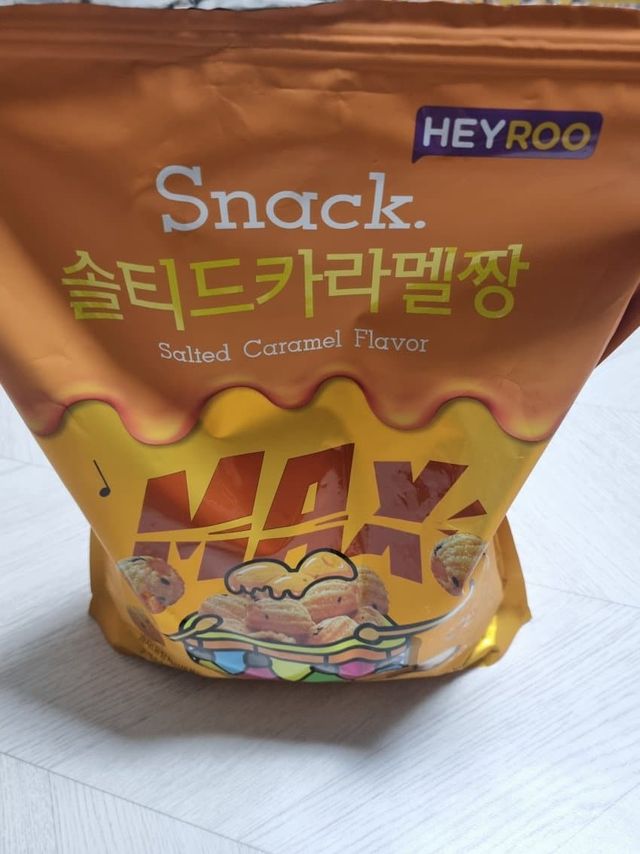 HEYROO
Snack.
솔티드카라멜짱
Salted Caramel Flavor
MAX